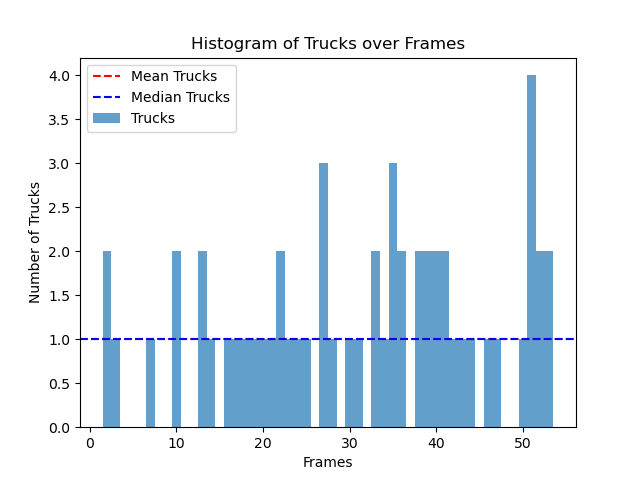 Histogram of Trucks over Frames
Mean Trucks
Median Trucks
Trucks
Number of Trucks
4.0
3.5
3.0
2.5
2.0
1.5
1.0
0.5
0.0
0 10 20 30 40 50
Frames